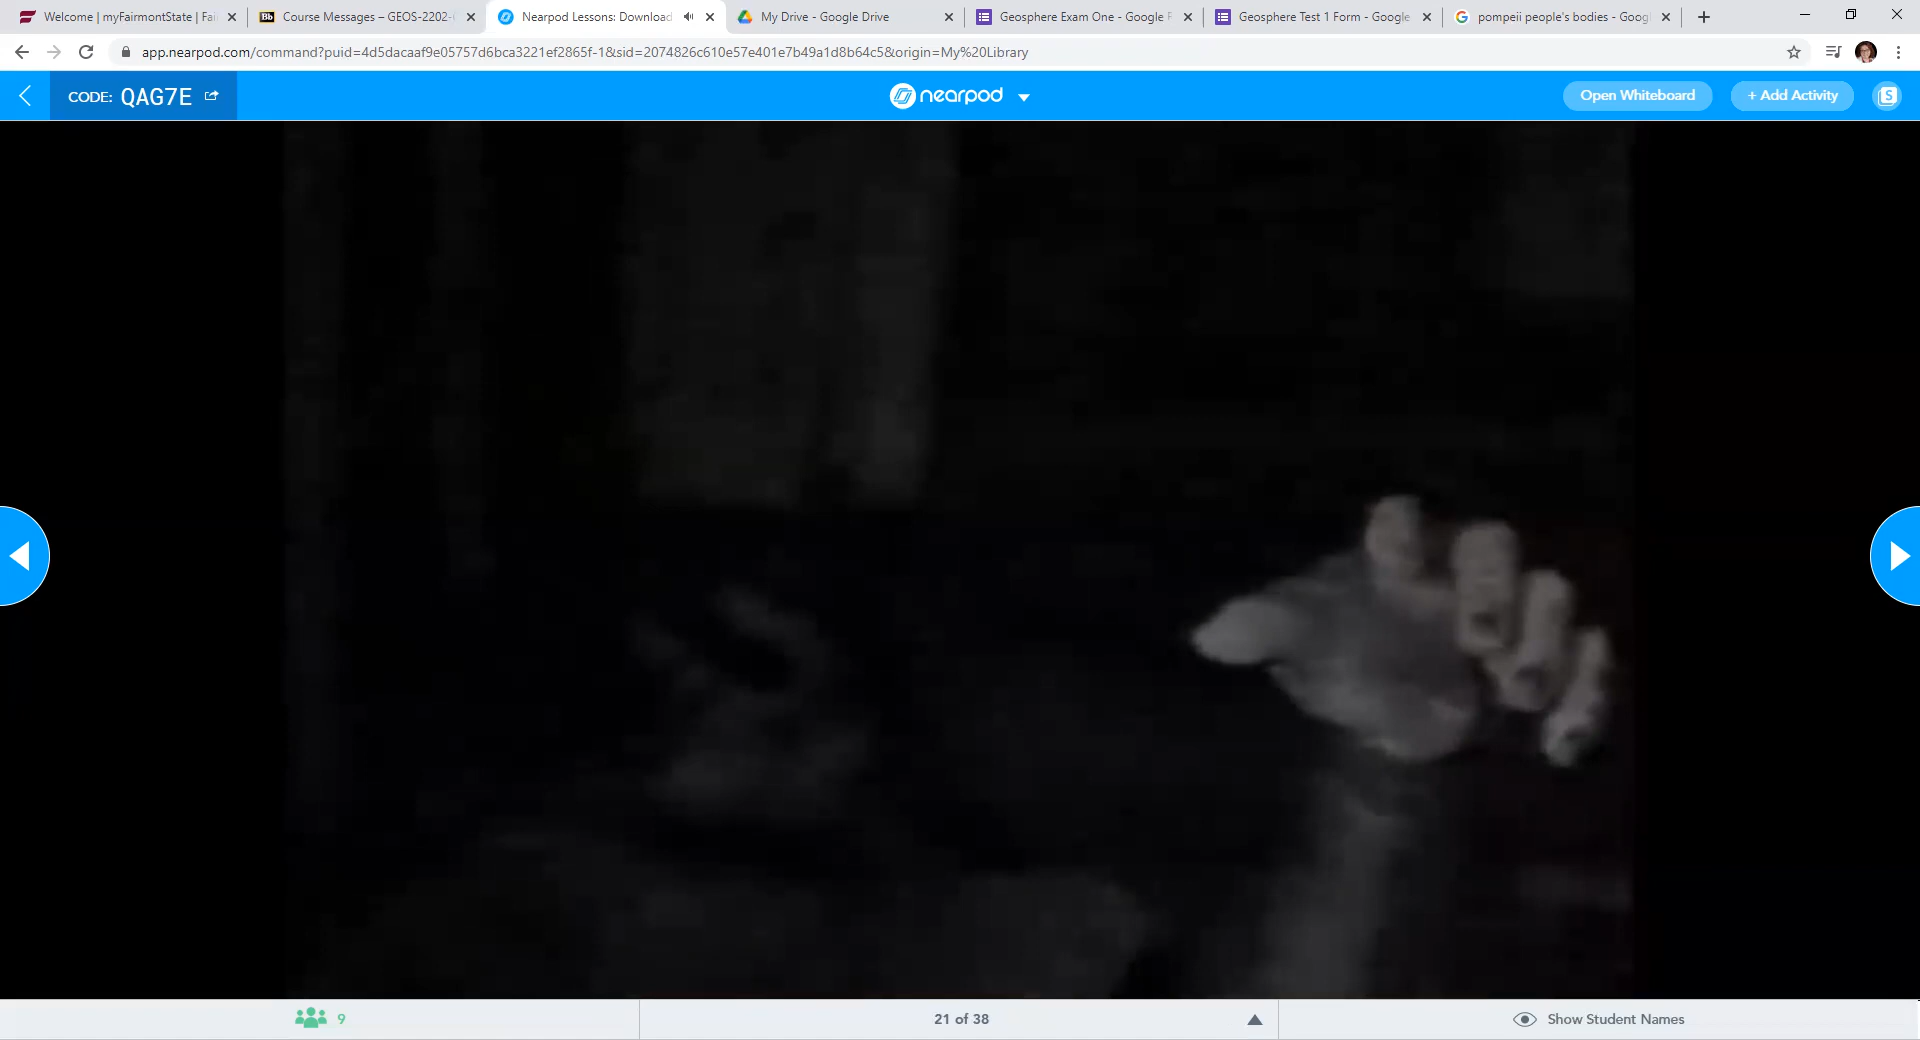 Welcome | myFairmontState | Fai
Course Messages – GEOS-2202-
Nearpod Lessons: Download
My Drive - Google Drive
Geosphere Exam One - Google F
Geosphere Test 1 Form - Google
pompeii people's bodies - Goog
app.nearpod.com/command?puid=4d5dacaaf9e05757d6bca3221ef2865f-1&sid=2074826c610e57e401e7b49a1d8b64c5&origin=My%20Library
CODE: QAG7E
nearpod
Open Whiteboard
+ Add Activity
S
9
21 of 38
Show Student Names